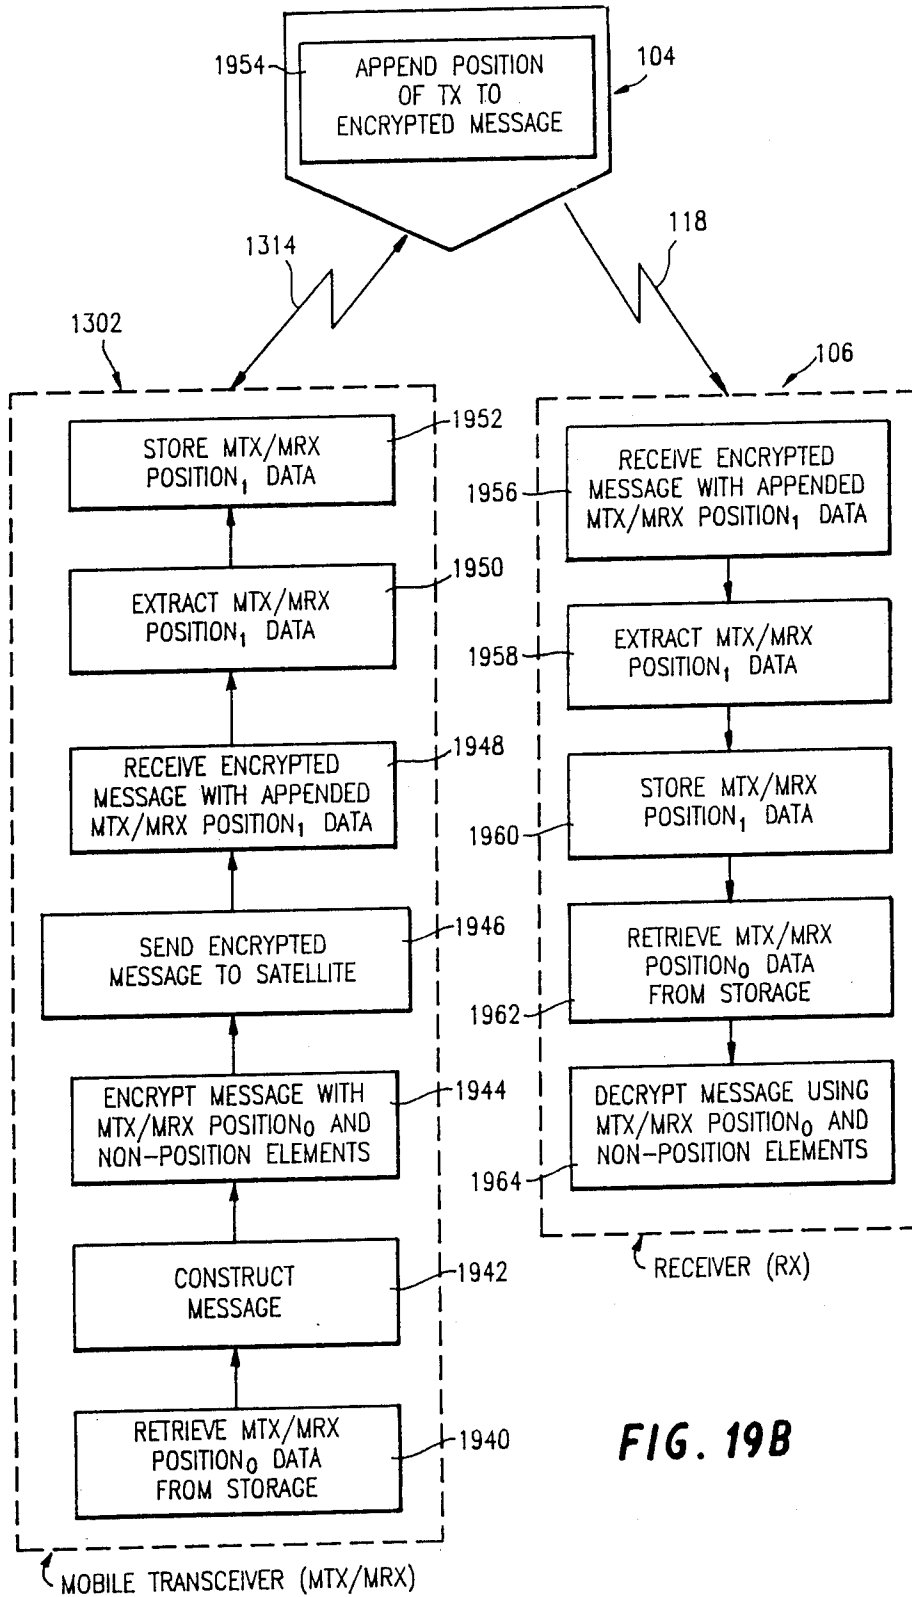 1954
APPEND POSITION
OF TX TO
ENCRYPTED MESSAGE
104
1314
118
1302
106
STORE MTX/MRX
POSITION₁ DATA
1952
EXTRACT MTX/MRX
POSITION₁ DATA
1950
RECEIVE ENCRYPTED
MESSAGE WITH APPENDED
MTX/MRX POSITION₁ DATA
1948
SEND ENCRYPTED
MESSAGE TO SATELLITE
1946
ENCRYPT MESSAGE WITH
MTX/MRX POSITION₀ AND
NON-POSITION ELEMENTS
1944
CONSTRUCT
MESSAGE
1942
RETRIEVE MTX/MRX
POSITION₀ DATA
FROM STORAGE
1940
MOBILE TRANSCEIVER (MTX/MRX)
1956
RECEIVE ENCRYPTED
MESSAGE WITH APPENDED
MTX/MRX POSITION₁ DATA
1958
EXTRACT MTX/MRX
POSITION₁ DATA
1960
STORE MTX/MRX
POSITION₁ DATA
1962
RETRIEVE MTX/MRX
POSITION₀ DATA
FROM STORAGE
1964
DECRYPT MESSAGE USING
MTX/MRX POSITION₀ AND
NON-POSITION ELEMENTS
RECEIVER (RX)
FIG. 19B